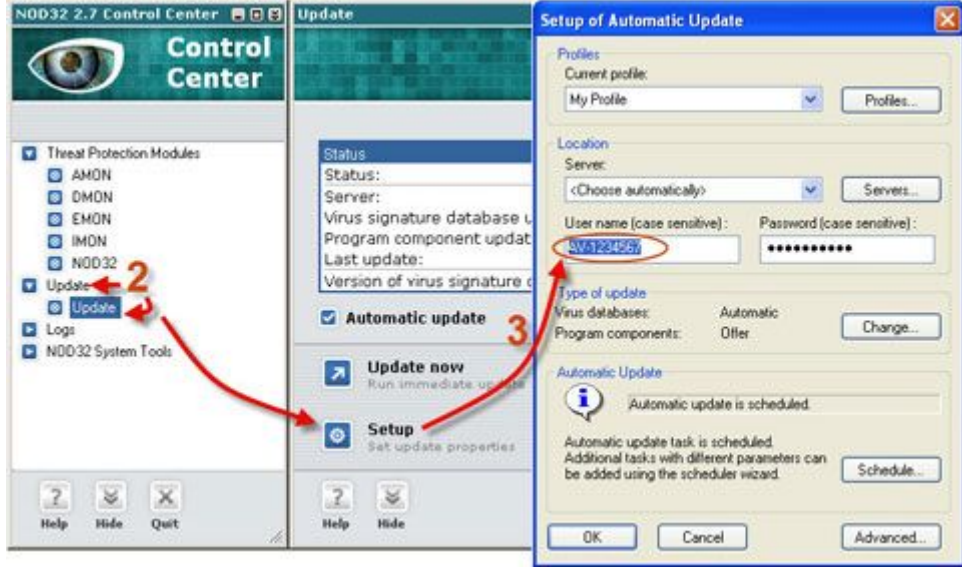 NOD32 2.7 Control Center
Control
Center
Threat Protection Modules
AMON
DMON
EMON
IMON
NOD32
Update
2
Update
Logs
NOD32 System Tools
Help Hide Quit
Update
Status
Status:
Server:
Virus signature database u
Program component updat
Last update:
Version of virus signature
Automatic update
Update now
Run immediate update
Setup
Set update properties
Help Hide
3
Setup of Automatic Update
Profiles
Current profile:
My Profile
Profiles...
Location
Server:
<Choose automatically>
Servers...
User name (case sensitive) : Password (case sensitive) :
AV-1234567 ●●●●●●●●●●
Type of update
Virus databases: Automatic
Program components: Offer
Change...
Automatic Update
Automatic update is scheduled.
Automatic update task is scheduled.
Additional tasks with different parameters can
be added using the scheduler wizard.
Schedule...
OK Cancel Advanced...